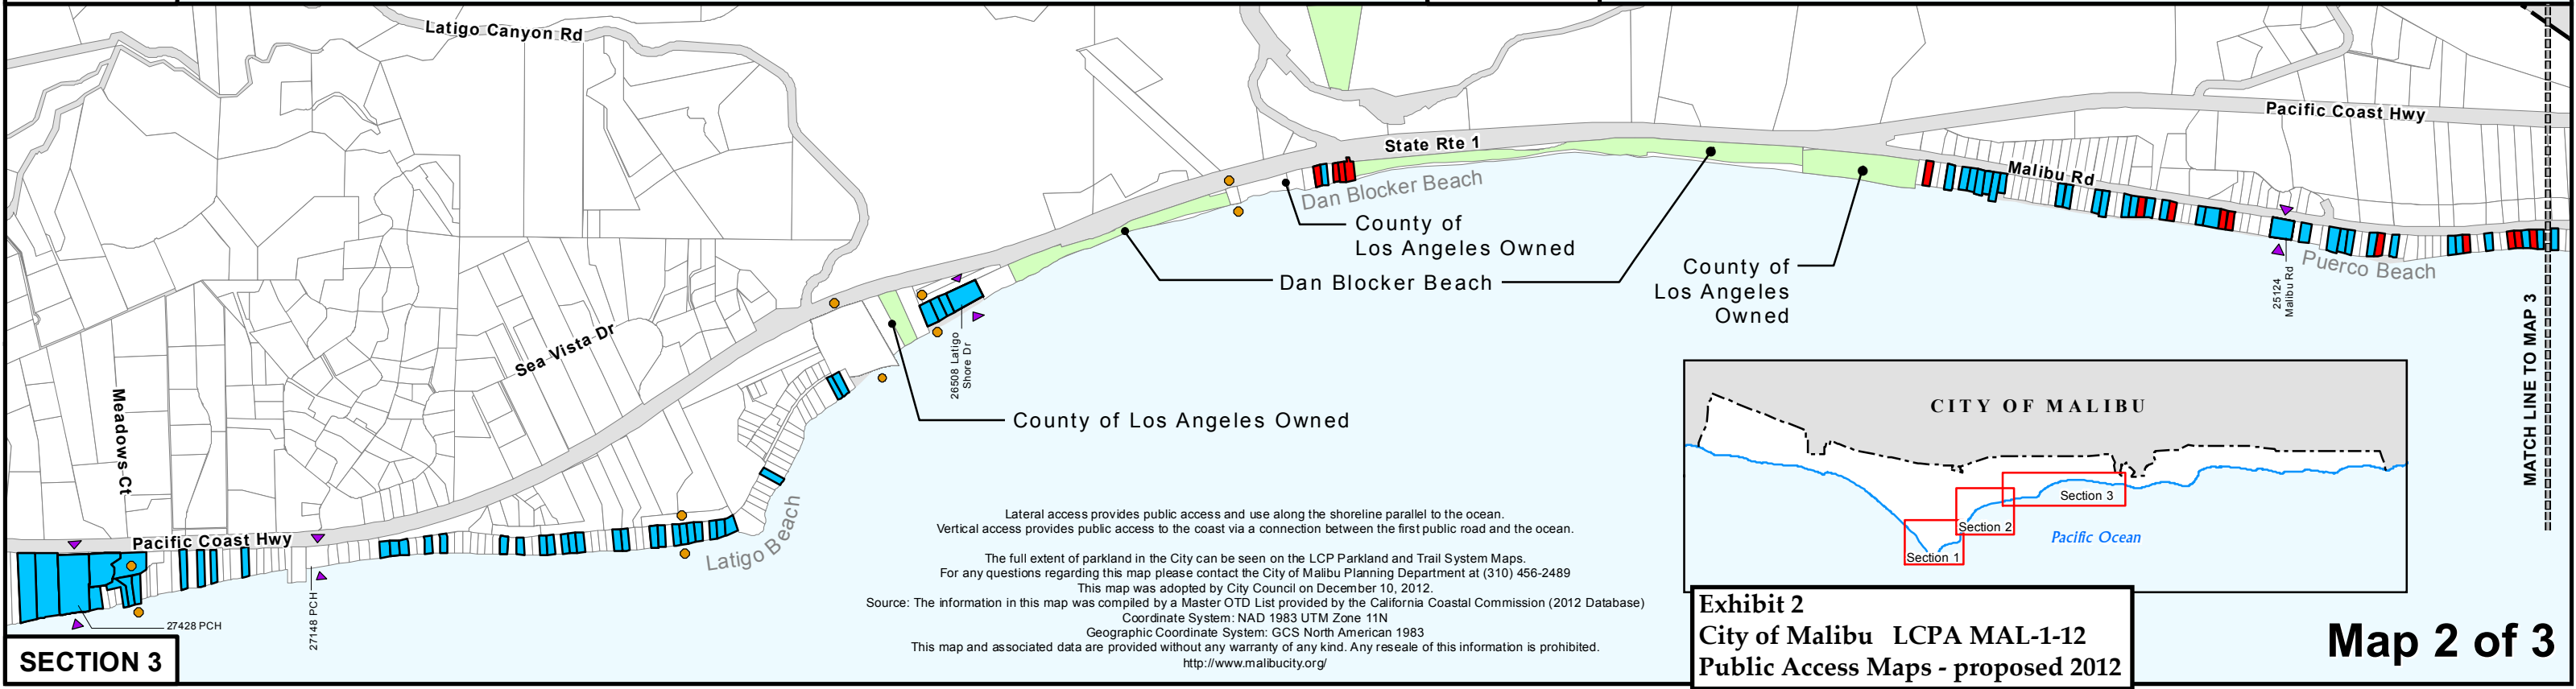 Latigo Canyon Rd
Pacific Coast Hwy
State Rte 1
Malibu Rd
Dan Blocker Beach
County of
Los Angeles Owned
Dan Blocker Beach
County of
Los Angeles
Owned
Puerco Beach
25124
Malibu Rd
MATCH LINE TO MAP 3
Sea Vista Dr
26508 Latigo
Shore Dr
County of Los Angeles Owned
Meadows Ct
Pacific Coast Hwy
Latigo Beach
27428 PCH
27148 PCH
SECTION 3
Lateral access provides public access and use along the shoreline parallel to the ocean.
Vertical access provides public access to the coast via a connection between the first public road and the ocean.
The full extent of parkland in the City can be seen on the LCP Parkland and Trail System Maps.
For any questions regarding this map please contact the City of Malibu Planning Department at (310) 456-2489
This map was adopted by City Council on December 10, 2012.
Source: The information in this map was compiled by a Master OTD List provided by the California Coastal Commission (2012 Database)
Coordinate System: NAD 1983 UTM Zone 11N
Geographic Coordinate System: GCS North American 1983
This map and associated data are provided without any warranty of any kind. Any reseale of this information is prohibited.
http://www.malibucity.org/
CITY OF MALIBU
Section 3
Section 2
Section 1
Pacific Ocean
Exhibit 2
City of Malibu LCPA MAL-1-12
Public Access Maps - proposed 2012
Map 2 of 3